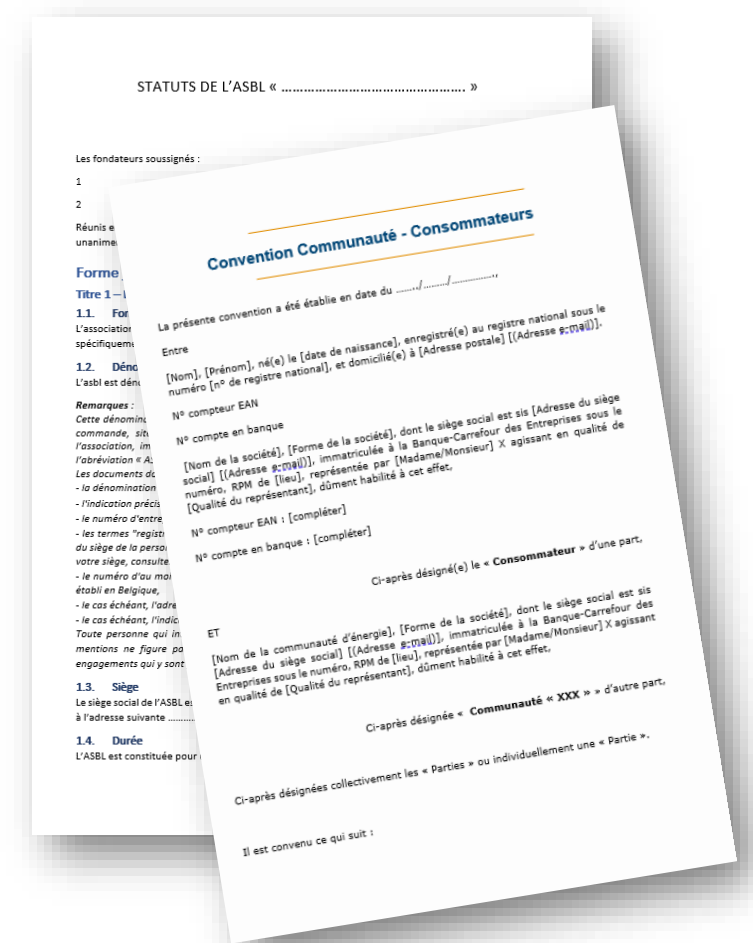 STATUTS DE L'ASBL « ………………………………………… »
Les fondateurs soussignés :
1
2
Réunis e
unanime
Forme
Titre 1 –
1.1. For
L'association
spécifiqueme
1.2. Déno
L'asbl est déno
Remarques :
Cette dénomina
commande, site
l'association, im
l'abréviation « A
Les documents do
- la dénomination
- l'indication précis
- le numéro d'entre
- les termes "regist
du siège de la perso
votre siège, consulte
- le numéro d'au moi
établi en Belgique,
- le cas échéant, l'adre
- le cas échéant, l'indic
Toute personne qui in
mentions ne figure pa
engagements qui y sont
1.3. Siège
Le siège social de l'ASBL es
à l'adresse suivante ...........
1.4. Durée
L'ASBL est constituée pour
Convention Communauté - Consommateurs
La présente convention a été établie en date du ......../........./...............,
Entre
[Nom], [Prénom], né(e) le [date de naissance], enregistré(e) au registre national sous le
numéro [n° de registre national], et domicilié(e) à [Adresse postale] [(Adresse e-mail)],
N° compteur EAN
N° compte en banque
[Nom de la société], [Forme de la société], dont le siège social est sis [Adresse du siège
social] [(Adresse e-mail)], immatriculée à la Banque-Carrefour des Entreprises sous le
numéro, RPM de [lieu], représentée par [Madame/Monsieur] X agissant en qualité de
[Qualité du représentant], dûment habilité à cet effet,
N° compteur EAN : [compléter]
N° compte en banque : [compléter]
Ci-après désigné(e) le « Consommateur » d'une part,
ET
[Nom de la communauté d'énergie], [Forme de la société], dont le siège social est sis
[Adresse du siège social] [(Adresse e-mail)], immatriculée à la Banque-Carrefour des
Entreprises sous le numéro, RPM de [lieu], représentée par [Madame/Monsieur] X agissant
en qualité de [Qualité du représentant], dûment habilité à cet effet,
Ci-après désignée « Communauté « XXX » » d'autre part,
Ci-après désignées collectivement les « Parties » ou individuellement une « Partie ».
Il est convenu ce qui suit :